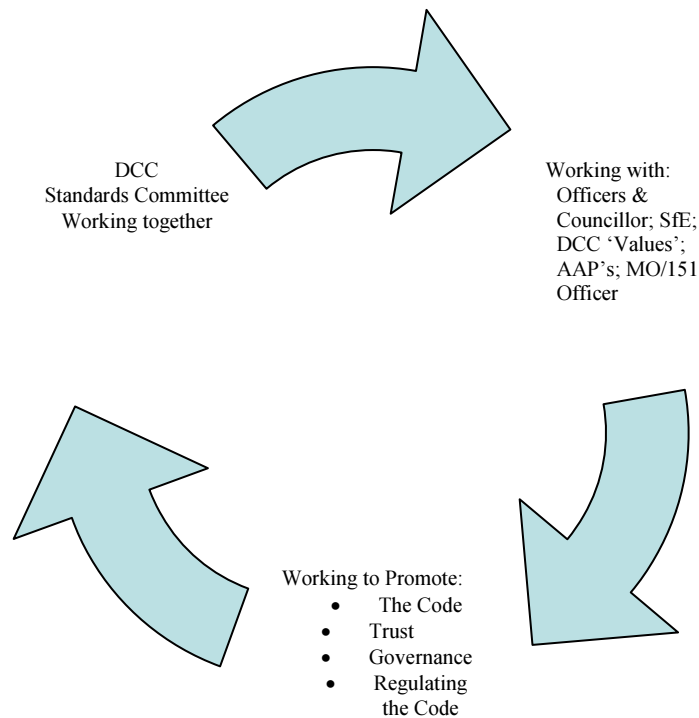 DCC
Standards Committee
Working together
Working with:
Officers &
Councillor; SfE;
DCC ‘Values’;
AAP’s; MO/151
Officer
Working to Promote:
• The Code
• Trust
• Governance
• Regulating
the Code